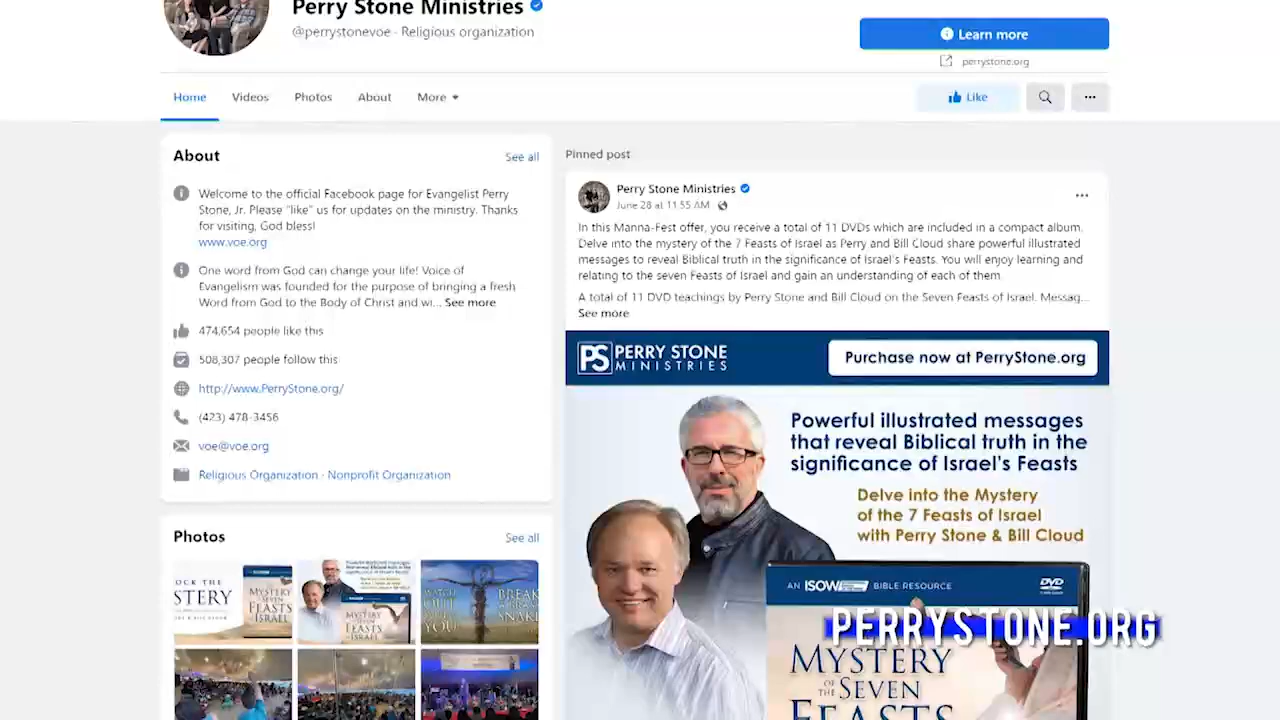 Perry Stone Ministries
@perrystonevoe · Religious organization
Learn more
perrystone.org
Home
Videos
Photos
About
More
Like
About
See all
Welcome to the official Facebook page for Evangelist Perry
Stone, Jr. Please "like" us for updates on the ministry. Thanks
for visiting, God bless!
www.voe.org
One word from God can change your life! Voice of
Evangelism was founded for the purpose of bringing a fresh
Word from God to the Body of Christ and wi... See more
474,654 people like this
508,307 people follow this
http://www.PerryStone.org/
(423) 478-3456
voe@voe.org
Religious Organization · Nonprofit Organization
Photos
See all
OCK THE
STERY
MYSTERY
SEVEN
FEASTS
ISRAEL
YOU
BREAK
SNAKE
Pinned post
Perry Stone Ministries
June 28 at 11:55 AM
In this Manna-Fest offer, you receive a total of 11 DVDs which are included in a compact album.
Delve into the mystery of the 7 Feasts of Israel as Perry and Bill Cloud share powerful illustrated
messages to reveal Biblical truth in the significance of Israel's Feasts. You will enjoy learning and
relating to the seven Feasts of Israel and gain an understanding of each of them.
A total of 11 DVD teachings by Perry Stone and Bill Cloud on the Seven Feasts of Israel. Messag...
See more
PS PERRY STONE
MINISTRIES
Purchase now at PerryStone.org
Powerful illustrated messages
that reveal Biblical truth in the
significance of Israel's Feasts
Delve into the Mystery
of the 7 Feasts of Israel
with Perry Stone & Bill Cloud
AN ISOW BIBLE RESOURCE
DVD
PERRYSTONE.ORG
MYSTERY
OF THE SEVEN
FEASTS